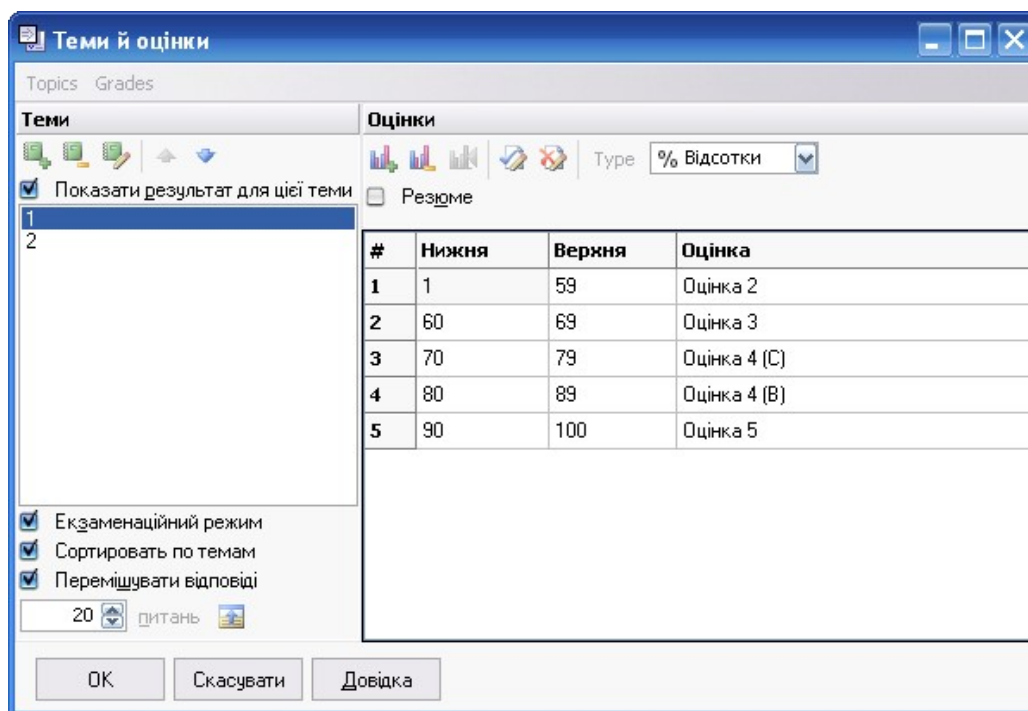 Теми й оцінки
Topics Grades
Теми
Показати результат для цієї теми
1
2
Екзаменаційний режим
Сортировать по темам
Перемішувати відповіді
20 питань
Оцінки
Type % Відсотки
Резюме
# Нижня Верхня Оцінка
1 1 59 Оцінка 2
2 60 69 Оцінка 3
3 70 79 Оцінка 4 (C)
4 80 89 Оцінка 4 (B)
5 90 100 Оцінка 5
OK Скасувати Довідка